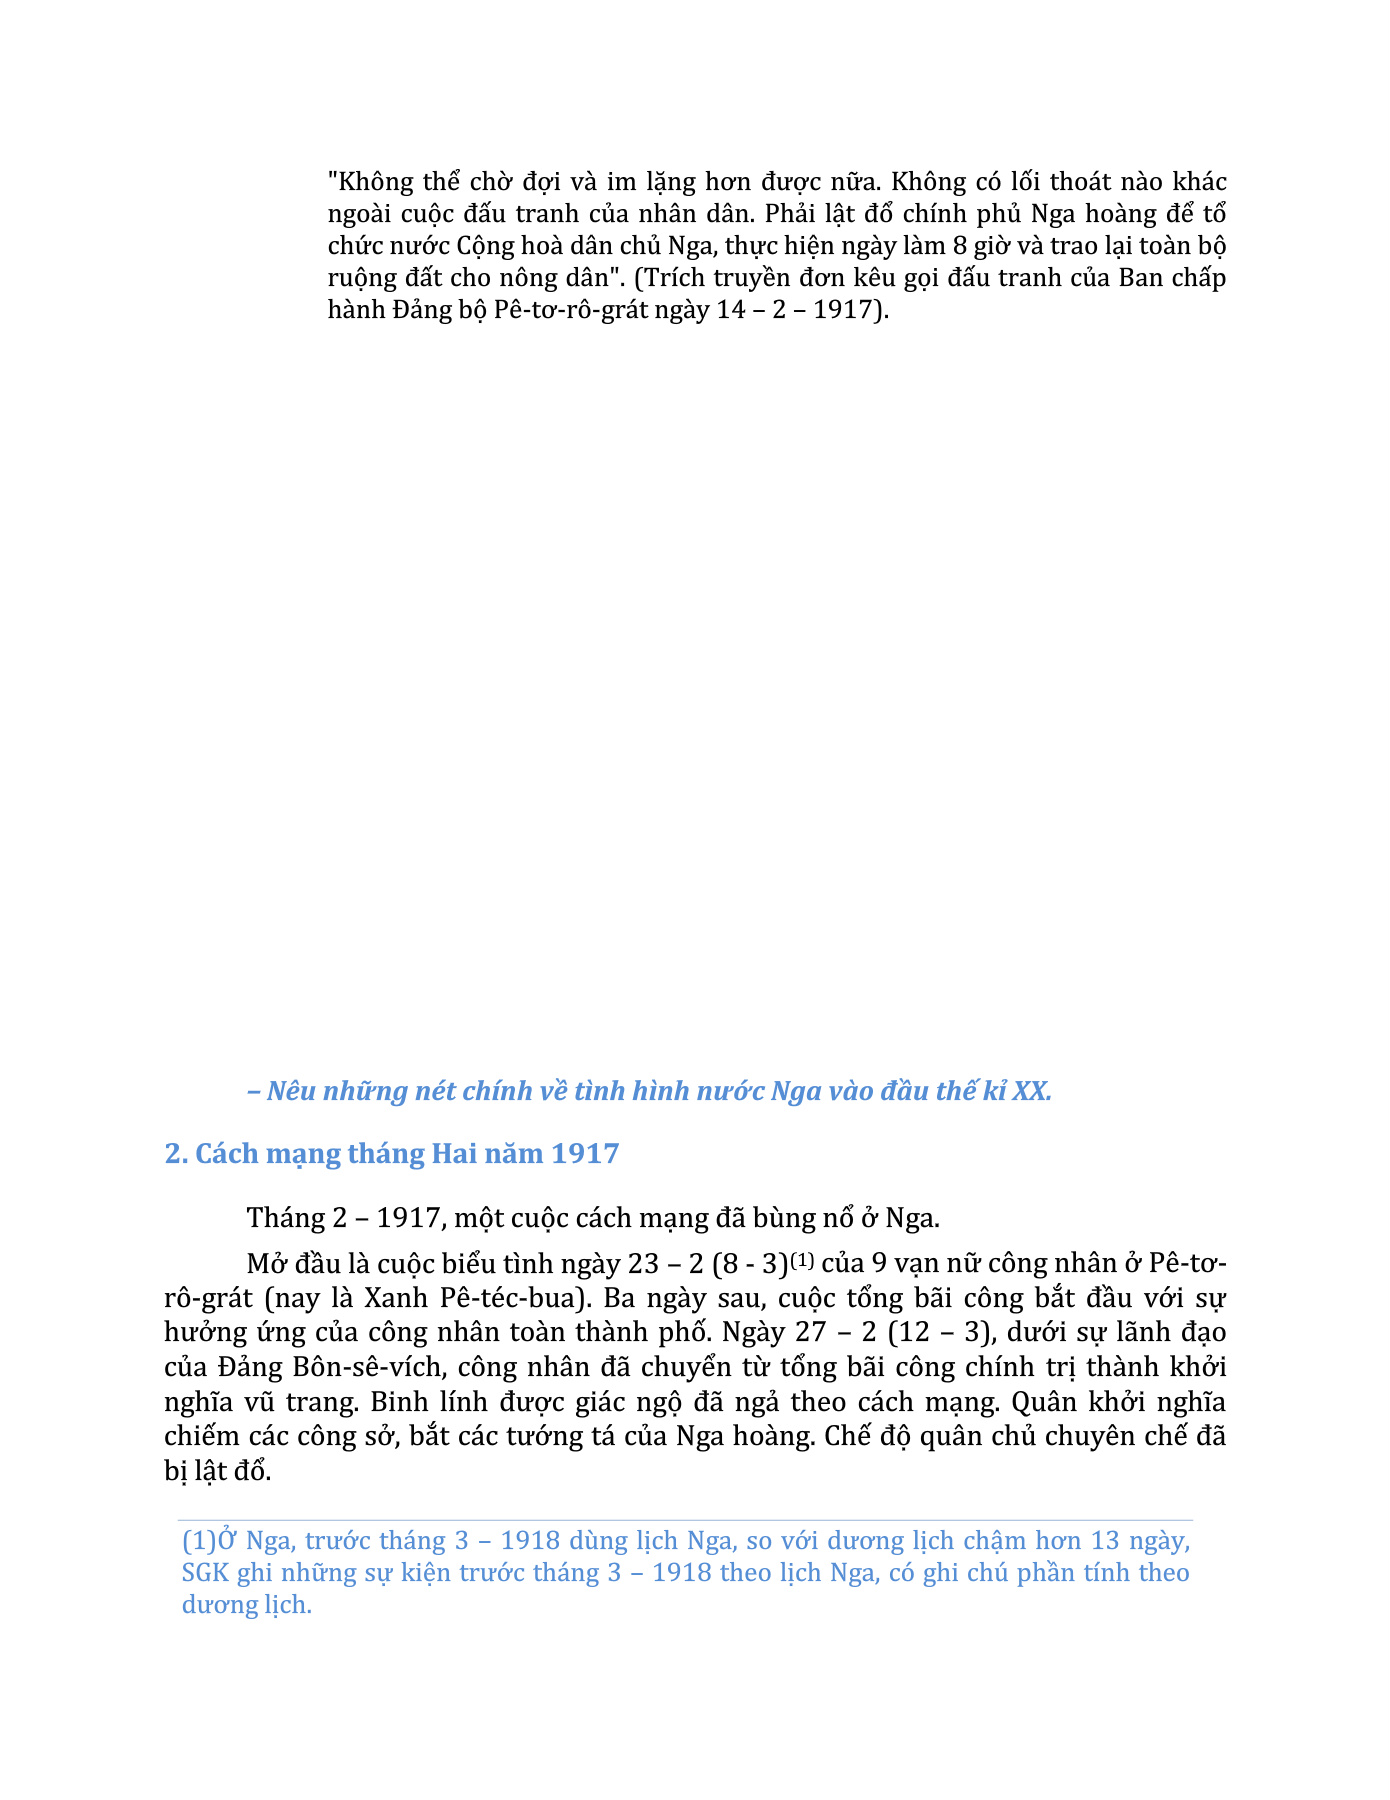 "Không thể chờ đợi và im lặng hơn được nữa. Không có lối thoát nào khác
ngoài cuộc đấu tranh của nhân dân. Phải lật đổ chính phủ Nga hoàng để tổ
chức nước Cộng hoà dân chủ Nga, thực hiện ngày làm 8 giờ và trao lại toàn bộ
ruộng đất cho nông dân". (Trích truyền đơn kêu gọi đấu tranh của Ban chấp
hành Đảng bộ Pê-tơ-rô-grát ngày 14 – 2 – 1917).
– Nêu những nét chính về tình hình nước Nga vào đầu thế kỉ XX.
2. Cách mạng tháng Hai năm 1917
Tháng 2 – 1917, một cuộc cách mạng đã bùng nổ ở Nga.
Mở đầu là cuộc biểu tình ngày 23 – 2 (8 - 3)(1) của 9 vạn nữ công nhân ở Pê-tơ-
rô-grát (nay là Xanh Pê-téc-bua). Ba ngày sau, cuộc tổng bãi công bắt đầu với sự
hưởng ứng của công nhân toàn thành phố. Ngày 27 – 2 (12 – 3), dưới sự lãnh đạo
của Đảng Bôn-sê-vích, công nhân đã chuyển từ tổng bãi công chính trị thành khởi
nghĩa vũ trang. Binh lính được giác ngộ đã ngả theo cách mạng. Quân khởi nghĩa
chiếm các công sở, bắt các tướng tá của Nga hoàng. Chế độ quân chủ chuyên chế đã
bị lật đổ.
(1)Ở Nga, trước tháng 3 – 1918 dùng lịch Nga, so với dương lịch chậm hơn 13 ngày,
SGK ghi những sự kiện trước tháng 3 – 1918 theo lịch Nga, có ghi chú phần tính theo
dương lịch.